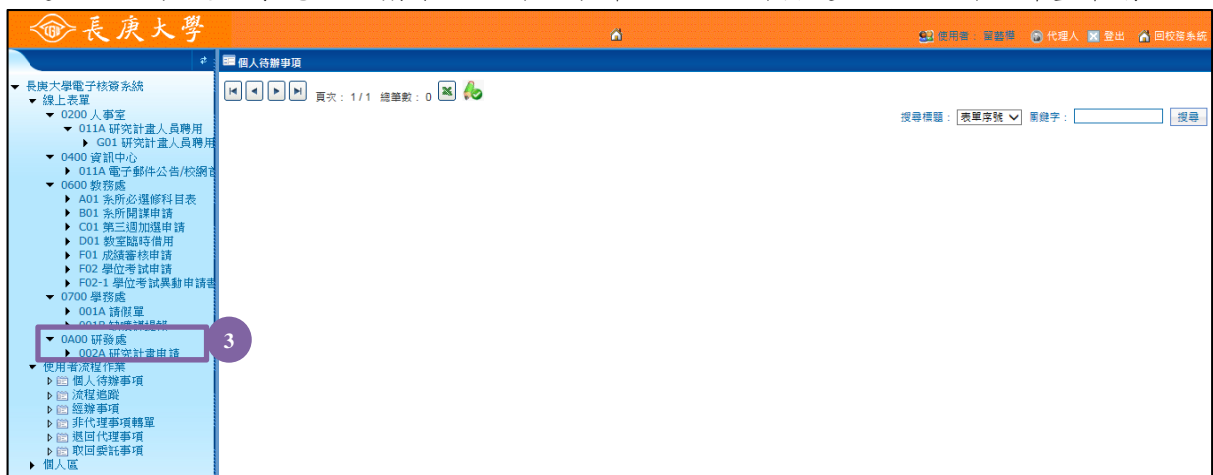 長庚大學
代理人 登出 回校務系統
個人待辦事項
頁次: 1/1 總筆數: 0
搜尋標題: 表單序號 關鍵字: 搜尋
長庚大學電子核簽系統
線上表單
0200 人事室
011A 研究計畫人員聘用
G01 研究計畫人員聘用
0400 資訊中心
011A 電子郵件公告/校網首
0600 教務處
A01 系所必選修科目表
B01 系所開課申請
C01 第三週加選申請
D01 教室臨時借用
F01 成績審核申請
F02 學位考試申請
F02-1 學位考試異動申請書
0700 學務處
001A 請假單
0A00 研發處
002A 研究計畫申請
3
使用者流程作業
個人待辦事項
流程追蹤
經辦事項
非代理事項轉單
退回代理事項
取回委託事項
個人區